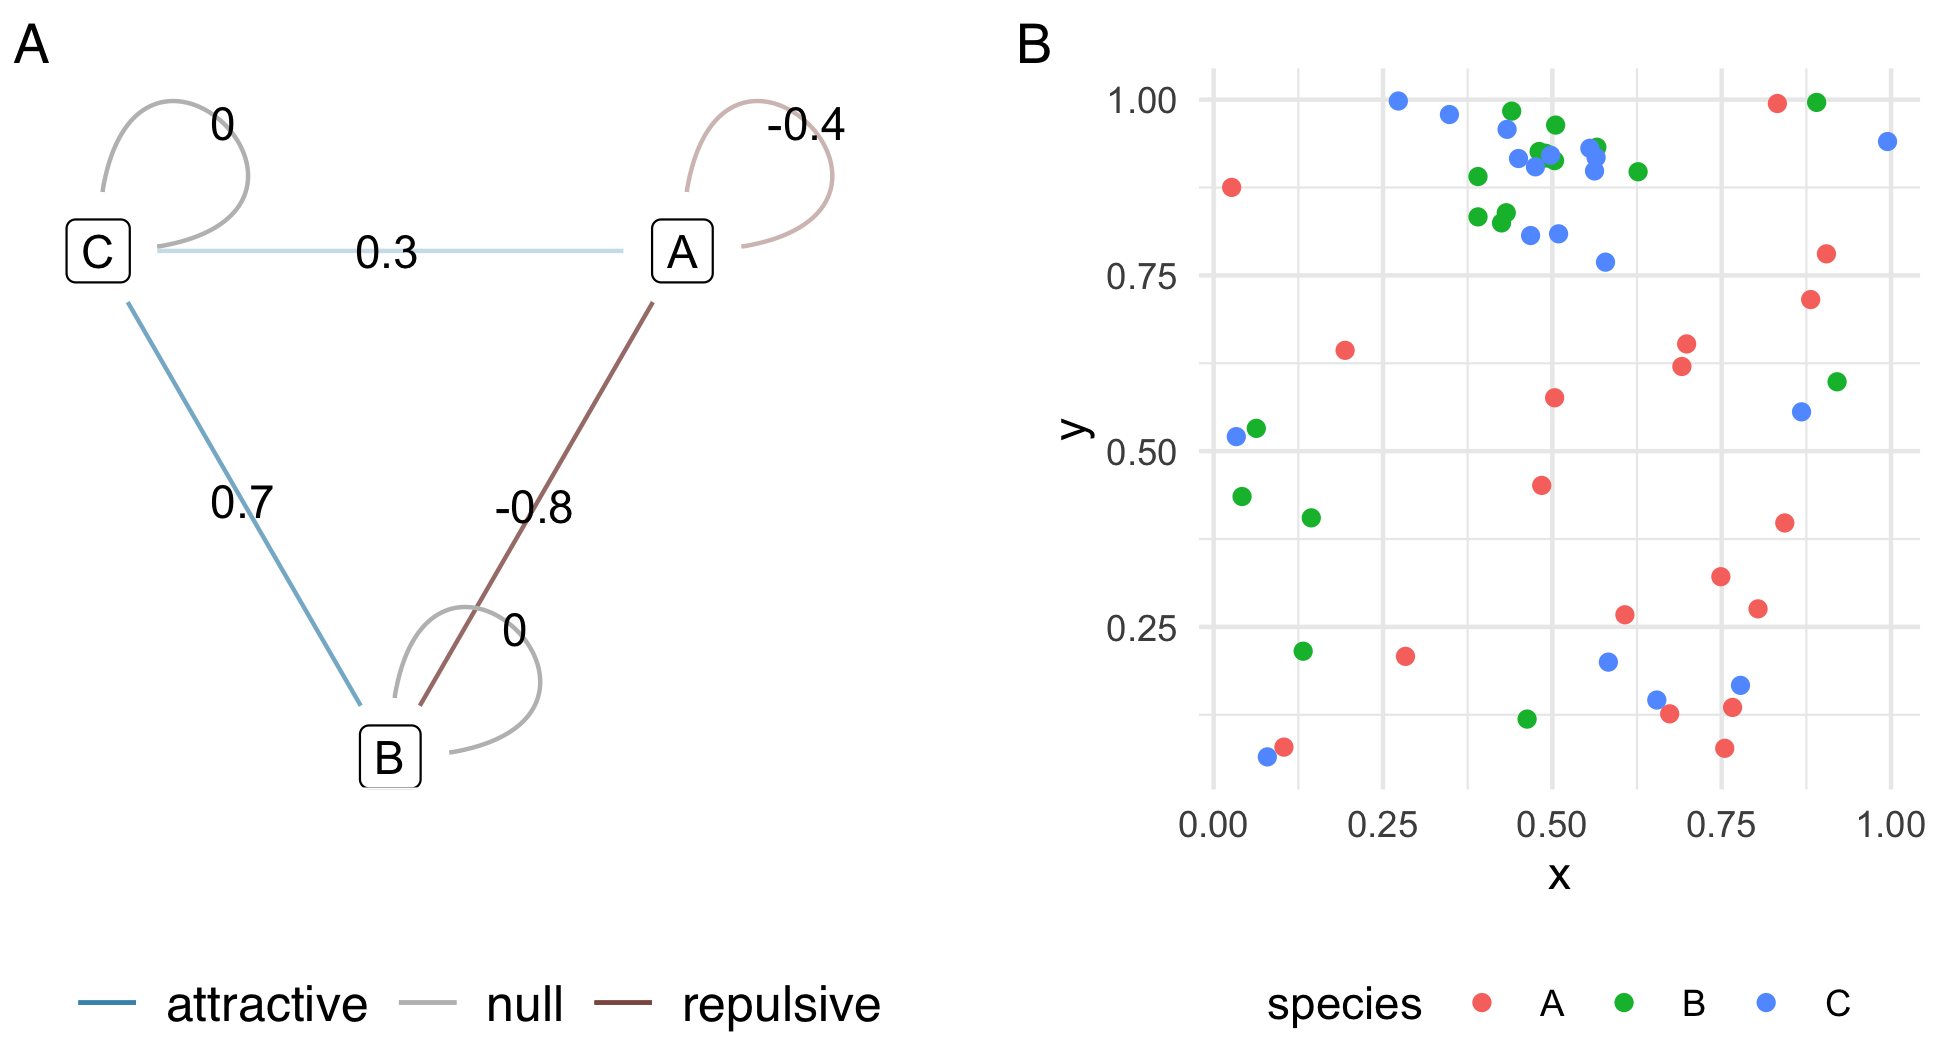 A
0
-0.4
C
0.3
A
0.7
-0.8
0
B
attractive null repulsive
B
1.00
0.75
0.50
0.25
y
0.00 0.25 0.50 0.75 1.00
x
species A B C